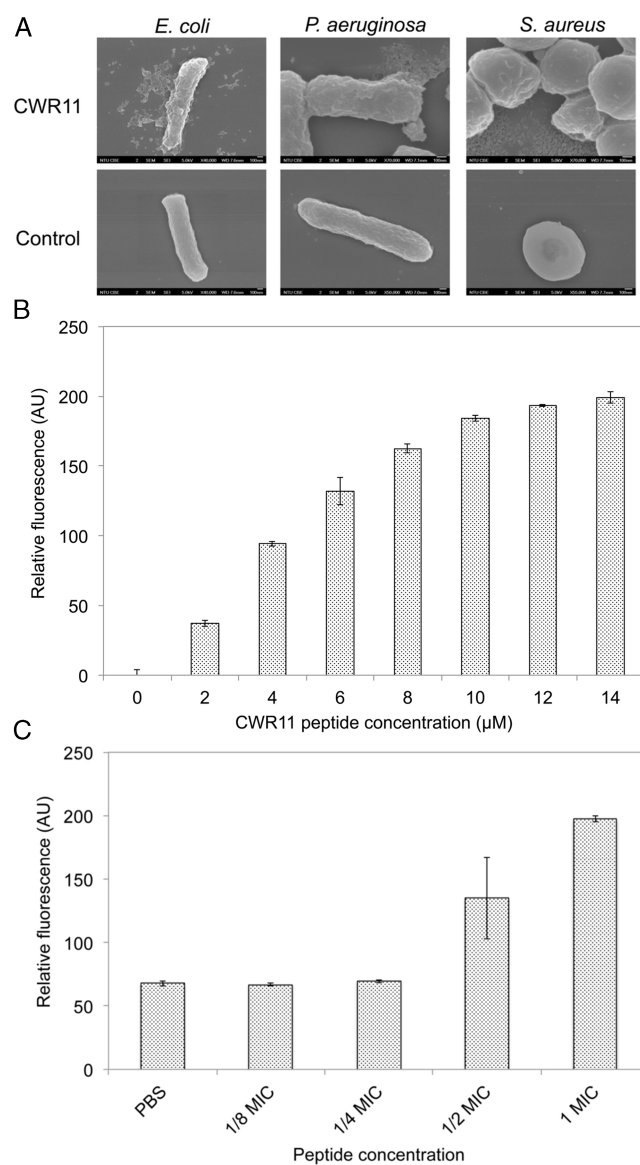 A
E. coli
P. aeruginosa
S. aureus
CWR11
Control
B
Relative fluorescence (AU)
250
200
150
100
50
0
0 2 4 6 8 10 12 14
CWR11 peptide concentration (µM)
C
Relative fluorescence (AU)
250
200
150
100
50
0
PBS 1/8 MIC 1/4 MIC 1/2 MIC 1 MIC
Peptide concentration